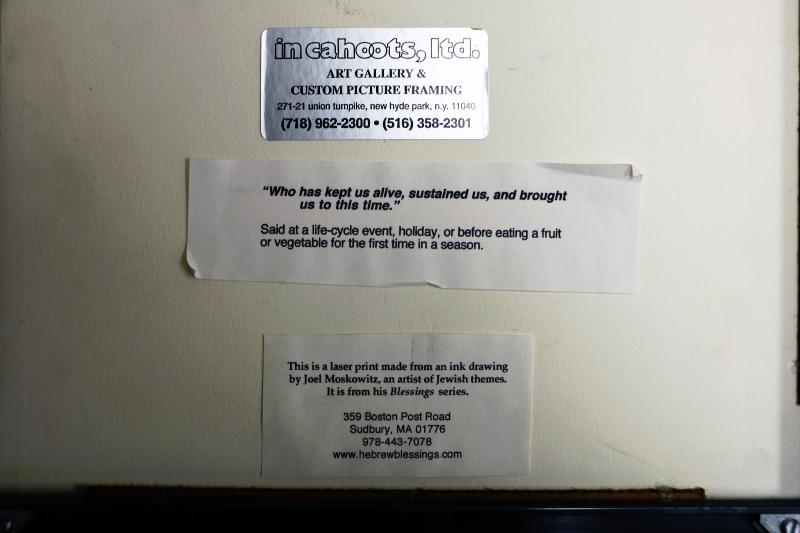 in cahoots, ltd.
ART GALLERY &
CUSTOM PICTURE FRAMING
271-21 union turnpike, new hyde park, n.y. 11040
(718) 962-2300 • (516) 358-2301
"Who has kept us alive, sustained us, and brought
us to this time."
Said at a life-cycle event, holiday, or before eating a fruit
or vegetable for the first time in a season.
This is a laser print made from an ink drawing
by Joel Moskowitz, an artist of Jewish themes.
It is from his Blessings series.
359 Boston Post Road
Sudbury, MA 01776
978-443-7078
www.hebrewblessings.com